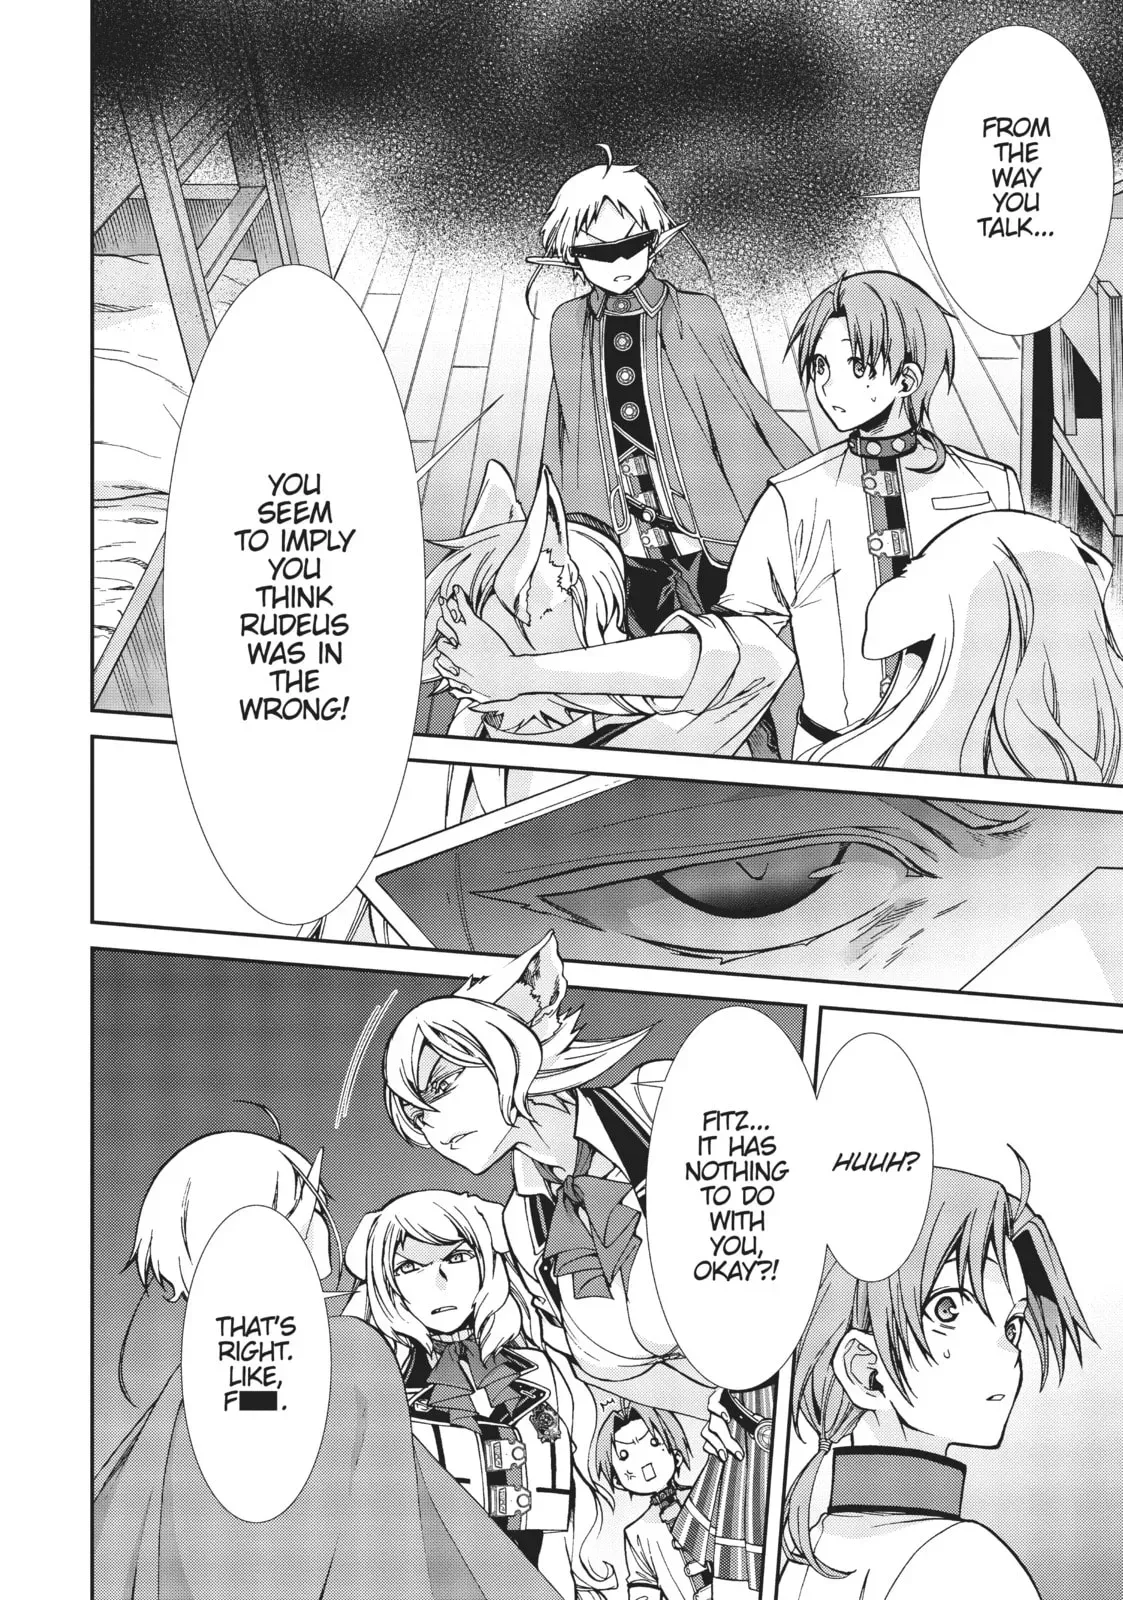 FROM
THE
WAY
YOU
TALK...
YOU
SEEM
TO IMPLY
YOU
THINK
RUDEUS
WAS IN
THE
WRONG!
HUUH?
FITZ...
IT HAS
NOTHING
TO DO
WITH
YOU,
OKAY?!
THAT'S
RIGHT.
LIKE,
F███.